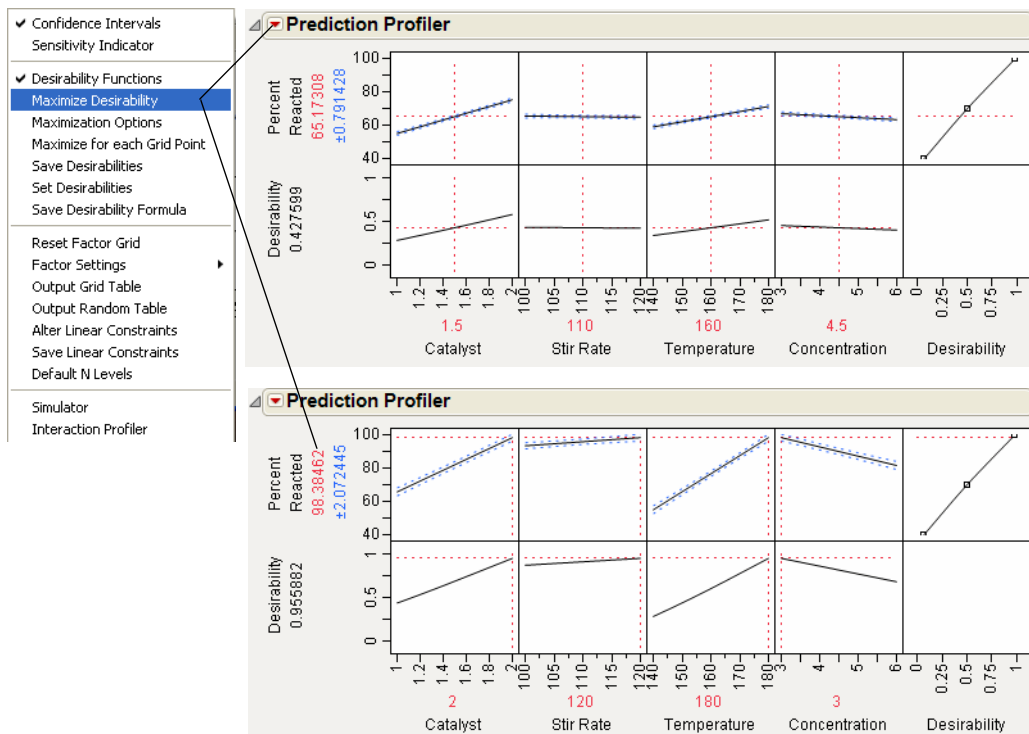 Confidence Intervals
Sensitivity Indicator
Desirability Functions
Maximize Desirability
Maximization Options
Maximize for each Grid Point
Save Desirabilities
Set Desirabilities
Save Desirability Formula
Reset Factor Grid
Factor Settings
Output Grid Table
Output Random Table
Alter Linear Constraints
Save Linear Constraints
Default N Levels
Simulator
Interaction Profiler
Prediction Profiler
Percent
Reacted
65.17308
±0.791428
100
80
60
40
Desirability
0.427599
1
0.5
0
1 1.2 1.4 1.6 1.8 2
100 105 110 115 120
140 150 160 170 180
3 4 5 6
0 0.25 0.5 0.75 1
1.5 110 160 4.5
Catalyst Stir Rate Temperature Concentration Desirability
Prediction Profiler
Percent
Reacted
98.38462
±2.072445
100
80
60
40
Desirability
0.955882
1
0.5
0
1 1.2 1.4 1.6 1.8 2
100 105 110 115 120
140 150 160 170 180
3 4 5 6
0 0.25 0.5 0.75 1
2 120 180 3
Catalyst Stir Rate Temperature Concentration Desirability